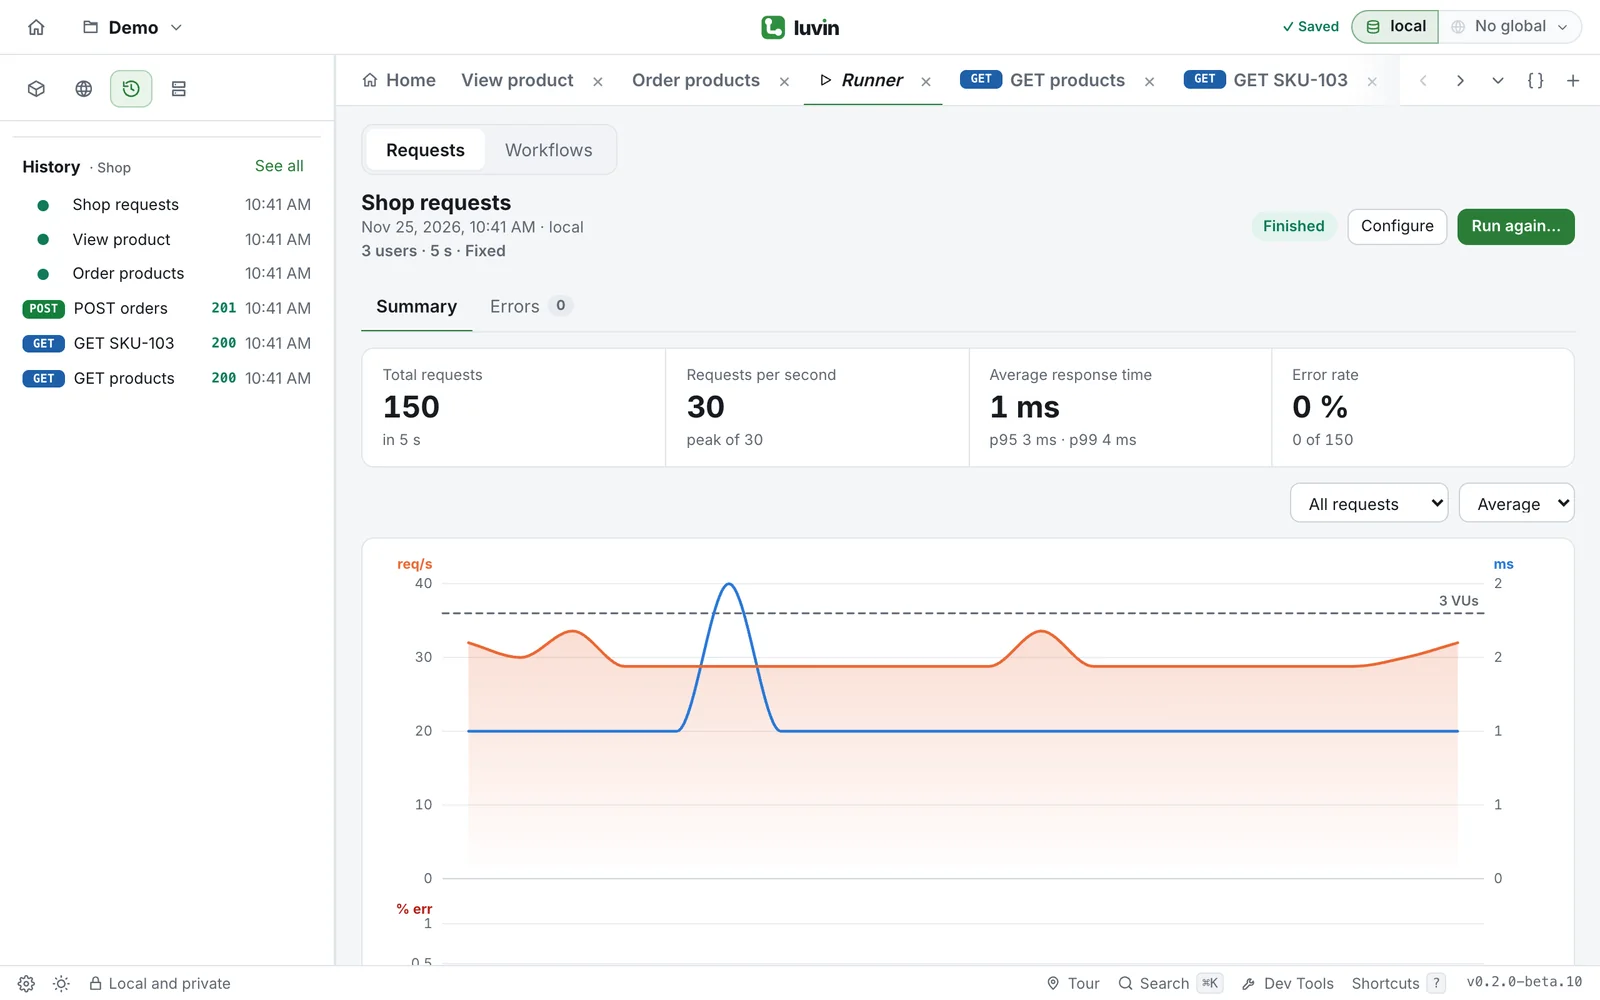 Demo
luvin
Saved
local
No global
Home
View product
Order products
Runner
GET GET products
GET GET SKU-103
{ }
Requests
Workflows
History · Shop
See all
Shop requests 10:41 AM
View product 10:41 AM
Order products 10:41 AM
POST POST orders 201 10:41 AM
GET GET SKU-103 200 10:41 AM
GET GET products 200 10:41 AM
Shop requests
Nov 25, 2026, 10:41 AM · local
3 users · 5 s · Fixed
Finished
Configure
Run again...
Summary
Errors 0
Total requests
150
in 5 s
Requests per second
30
peak of 30
Average response time
1 ms
p95 3 ms · p99 4 ms
Error rate
0 %
0 of 150
All requests
Average
req/s
ms
40
2
3 VUs
30
2
20
1
10
1
0
0
% err
1
0.5
Local and private
Tour
Search ⌘K
Dev Tools
Shortcuts ?
v0.2.0-beta.10